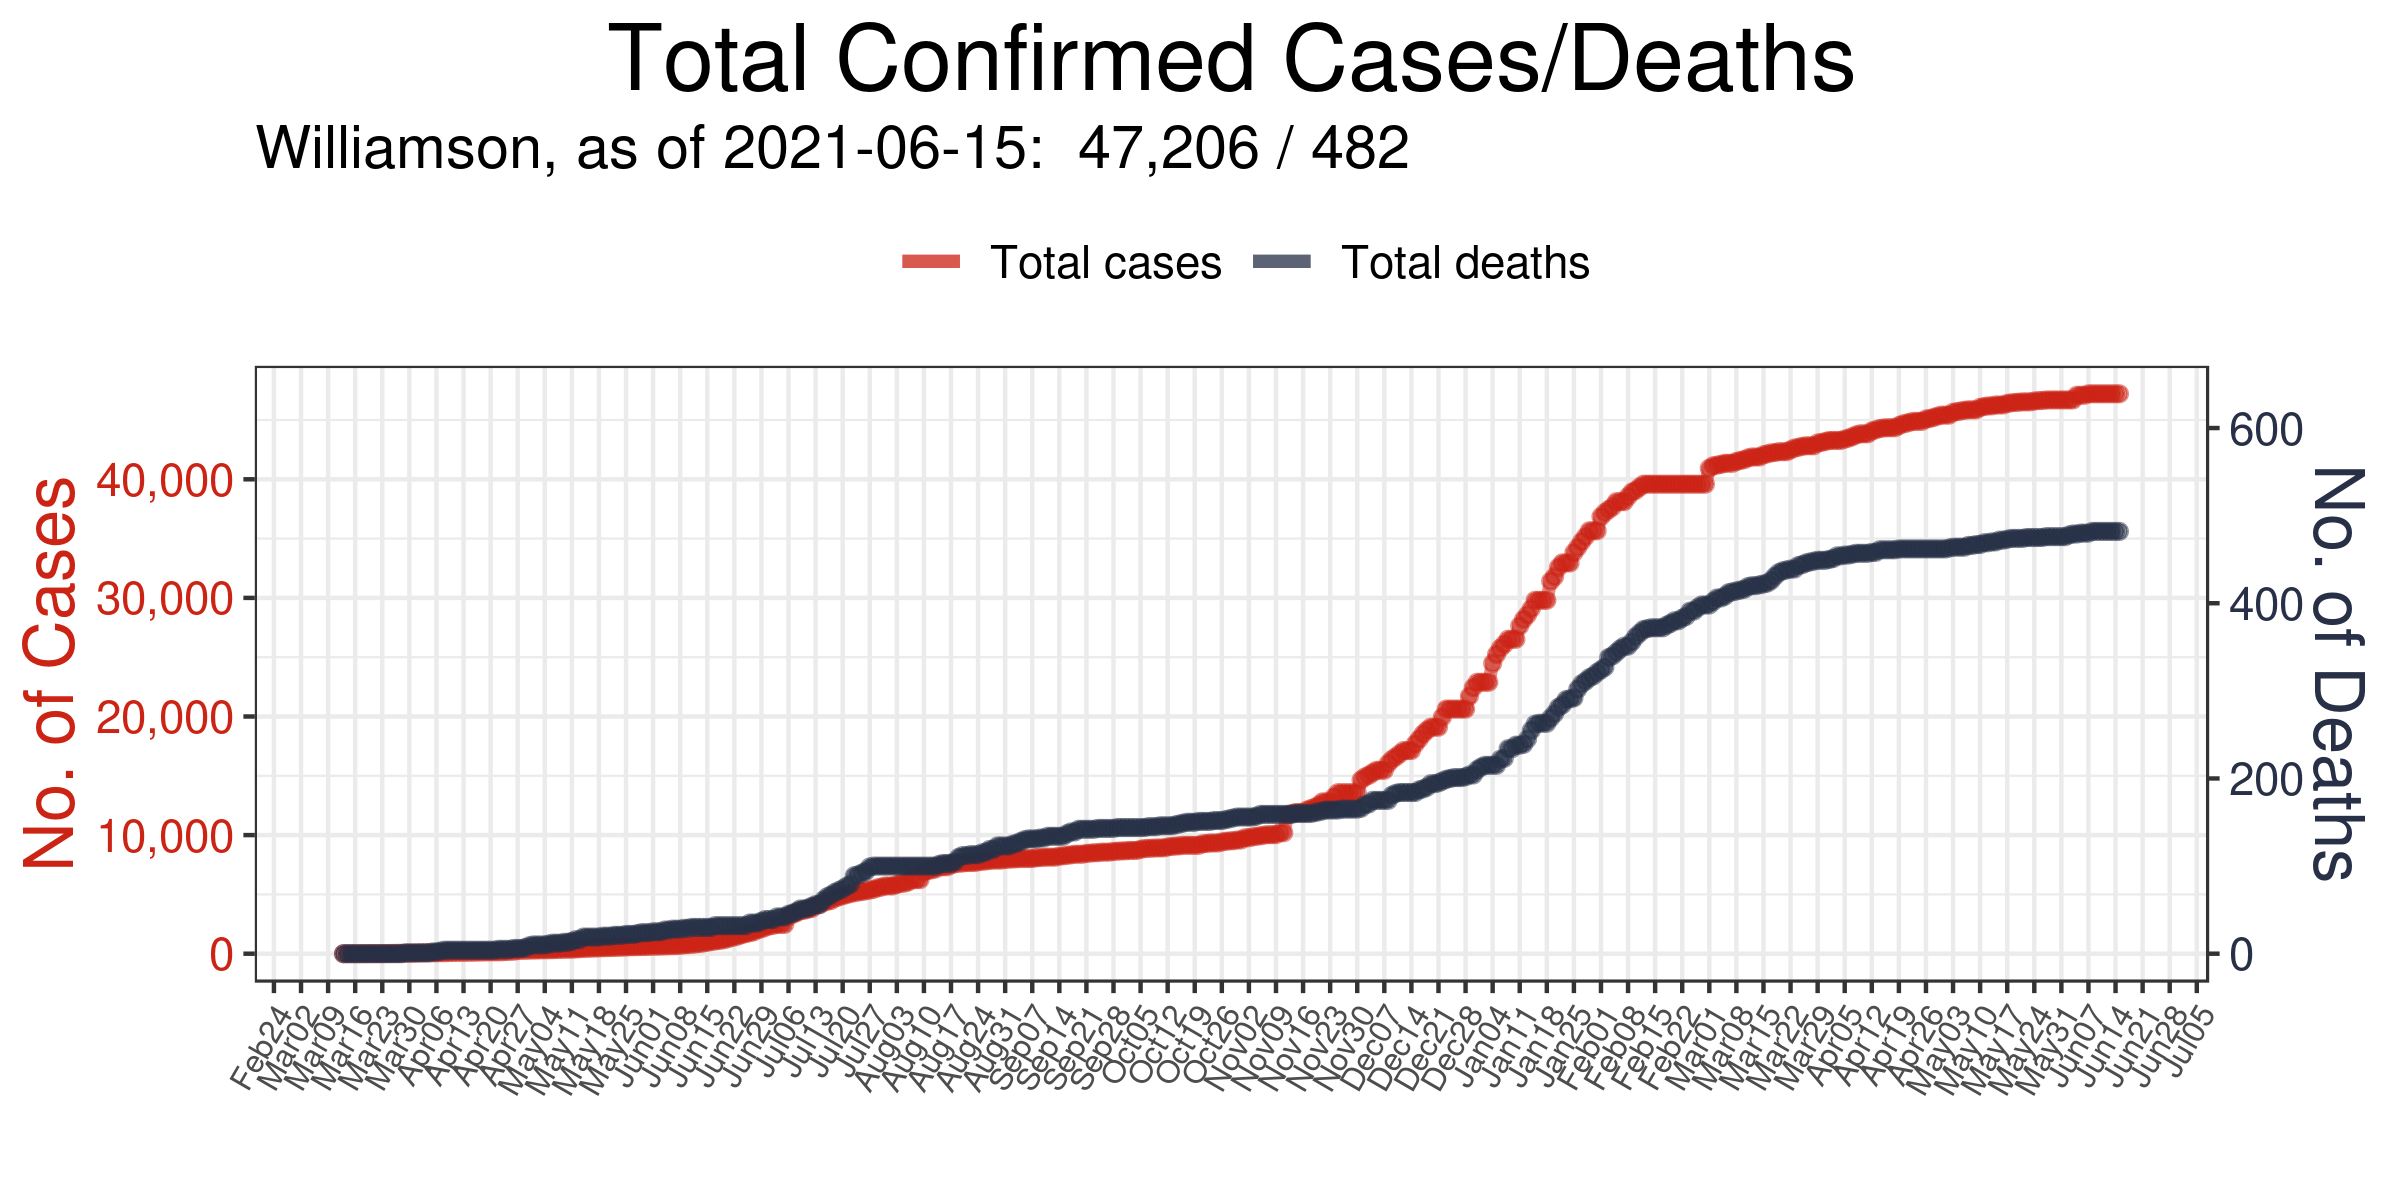 Total Confirmed Cases/Deaths
Williamson, as of 2021-06-15:  47,206 / 482
Total cases
Total deaths
No. of Cases
40,000
30,000
20,000
10,000
0
600
400
200
0
No. of Deaths
Feb24
Mar02
Mar09
Mar16
Mar23
Mar30
Apr06
Apr13
Apr20
Apr27
May04
May11
May18
May25
Jun01
Jun08
Jun15
Jun22
Jun29
Jul06
Jul13
Jul20
Jul27
Aug03
Aug10
Aug17
Aug24
Aug31
Sep07
Sep14
Sep21
Sep28
Oct05
Oct12
Oct19
Oct26
Nov02
Nov09
Nov16
Nov23
Nov30
Dec07
Dec14
Dec21
Dec28
Jan04
Jan11
Jan18
Jan25
Feb01
Feb08
Feb15
Feb22
Mar01
Mar08
Mar15
Mar22
Mar29
Apr05
Apr12
Apr19
Apr26
May03
May10
May17
May24
May31
Jun07
Jun14
Jun21
Jun28
Jul05